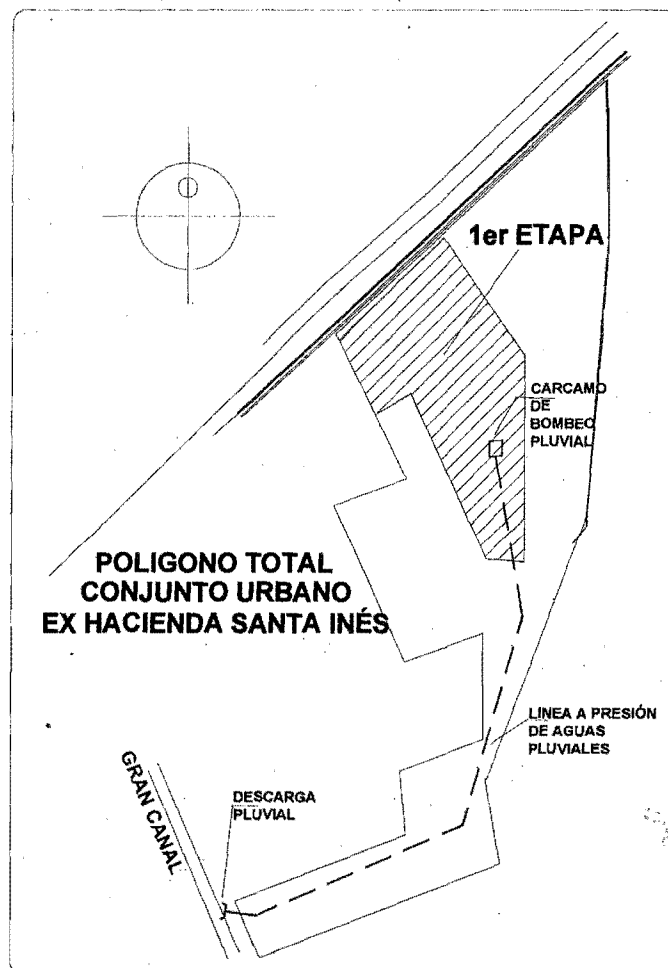 1er ETAPA
CARCAMO
DE
BOMBEO
PLUVIAL
POLIGONO TOTAL
CONJUNTO URBANO
EX HACIENDA SANTA INÉS
LINEA A PRESIÓN
DE AGUAS
PLUVIALES
GRAN CANAL
DESCARGA
PLUVIAL